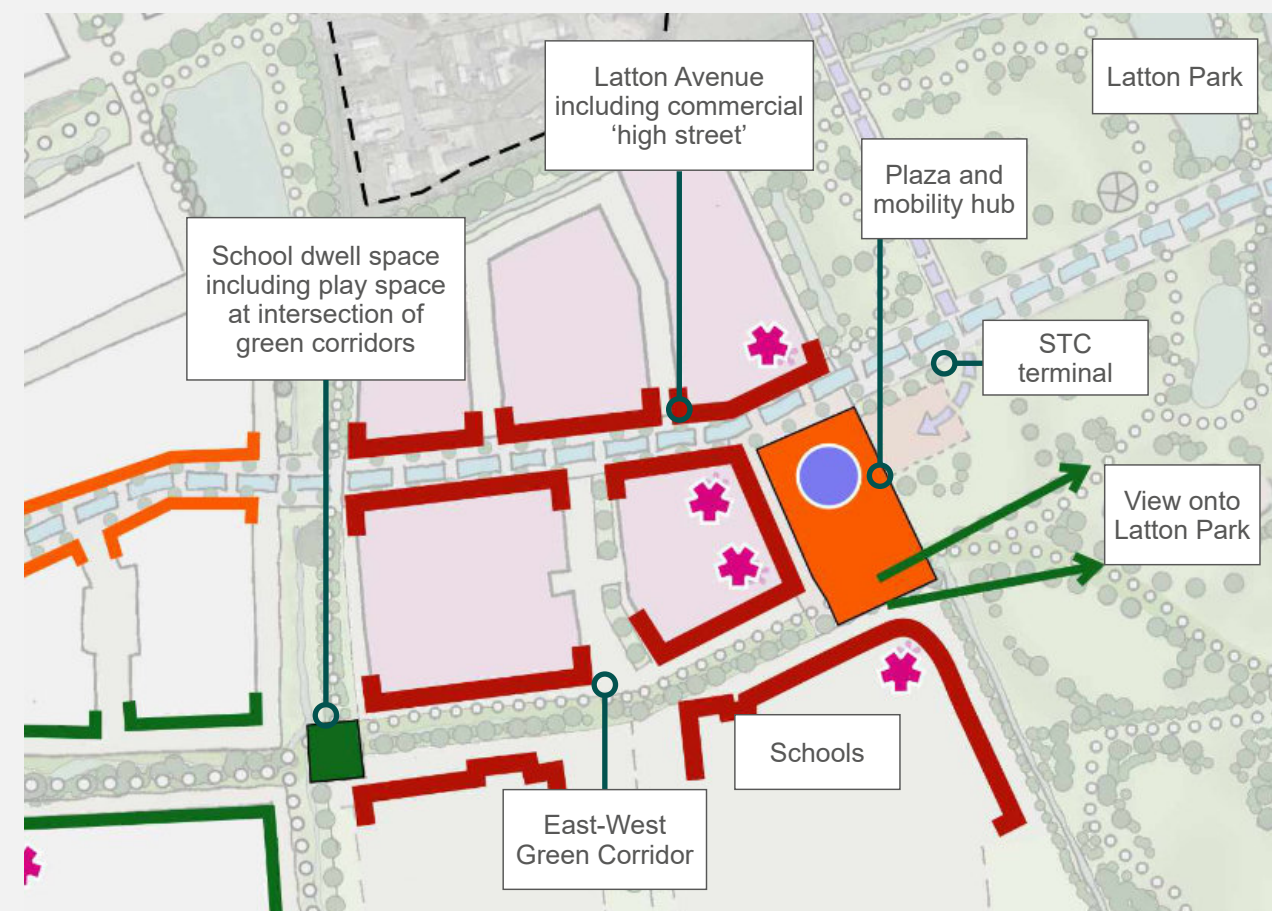 Latton Avenue
including commercial
‘high street’
Latton Park
Plaza and
mobility hub
School dwell space
including play space
at intersection of
green corridors
STC
terminal
View onto
Latton Park
Schools
East-West
Green Corridor